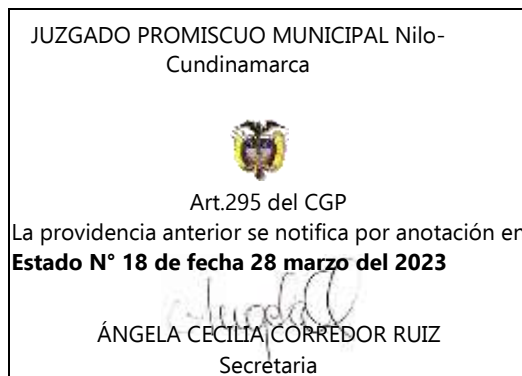 JUZGADO PROMISCUO MUNICIPAL Nilo-
Cundinamarca
Art.295 del CGP
La providencia anterior se notifica por anotación en
Estado N° 18 de fecha 28 marzo del 2023
ÁNGELA CECILIA CORREDOR RUIZ
Secretaria